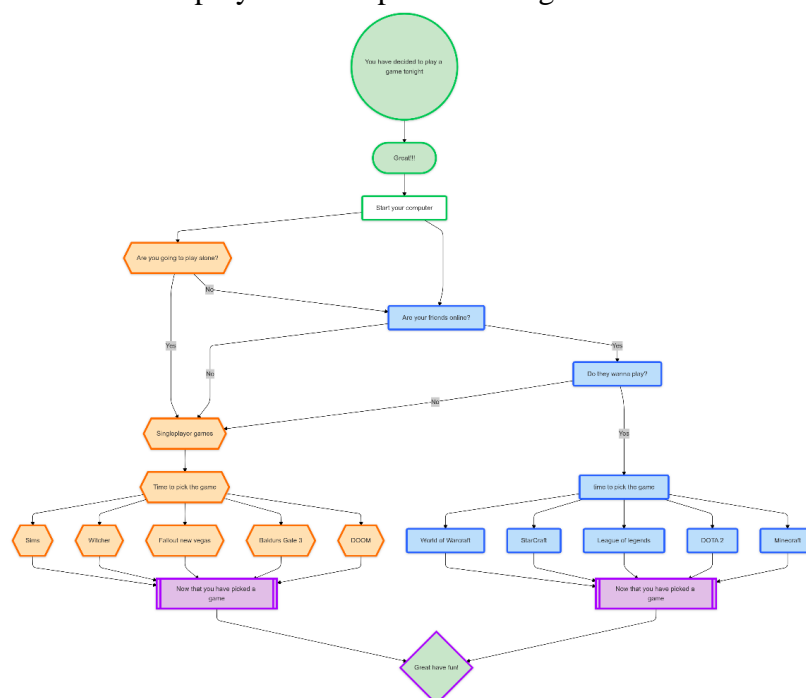 You have decided to play a
game tonight
Great!!!
Start your computer
Are you going to play alone?
No
Are your friends online?
Yes
No
Yes
Do they wanna play?
No
Singleplayor games
Yes
Time to pick the game
time to pick the game
Sims
Witcher
Fallout new vegas
Baldurs Gate 3
DOOM
World of Warcraft
StarCraft
League of legends
DOTA 2
Minecraft
Now that you have picked a
game
Now that you have picked a
game
Great have fun!